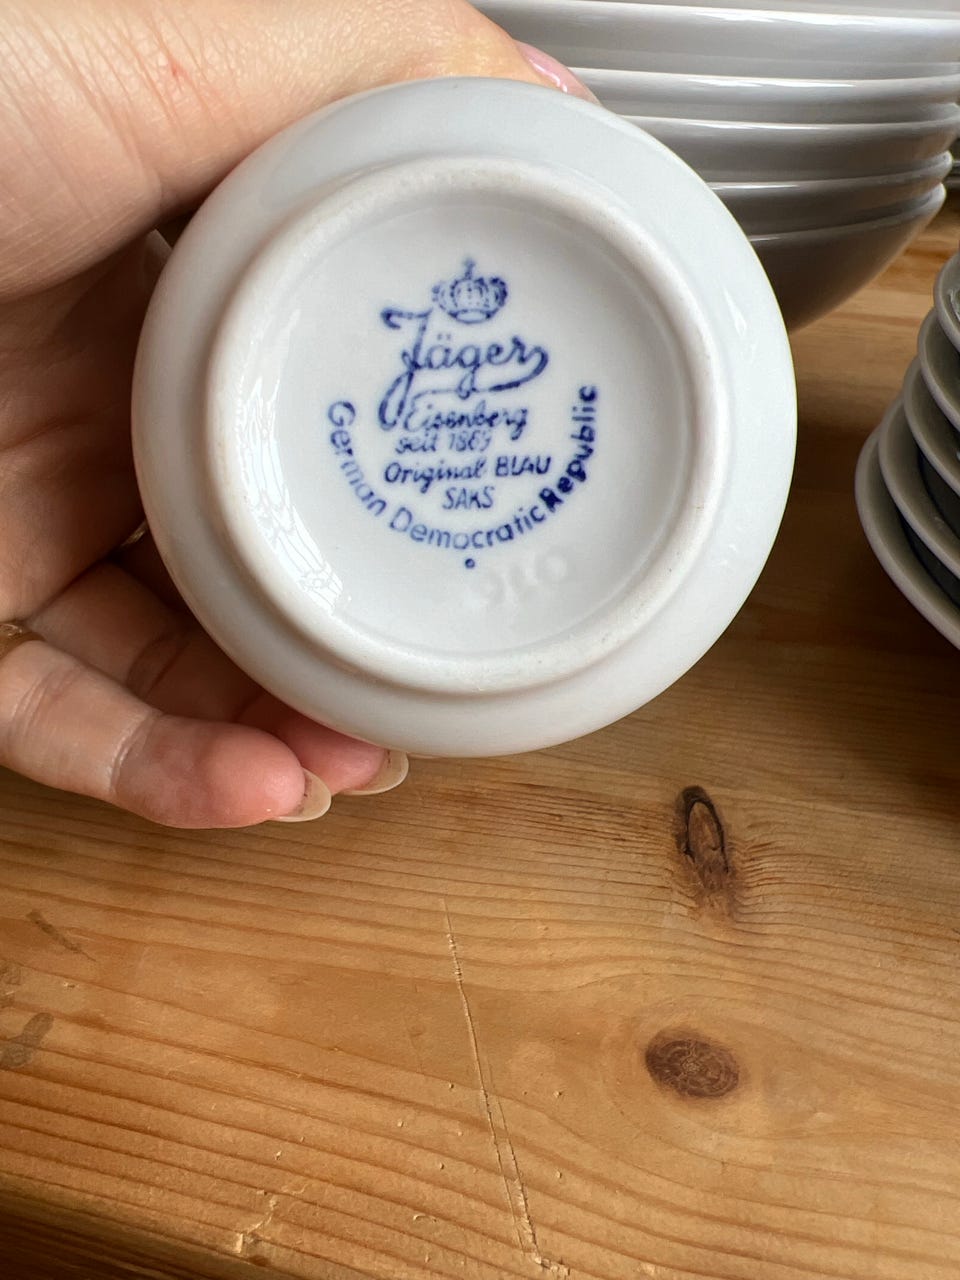 Jäger
Eisenberg
seit 1869
Original BLAU
SAKS
German Democratic Republic